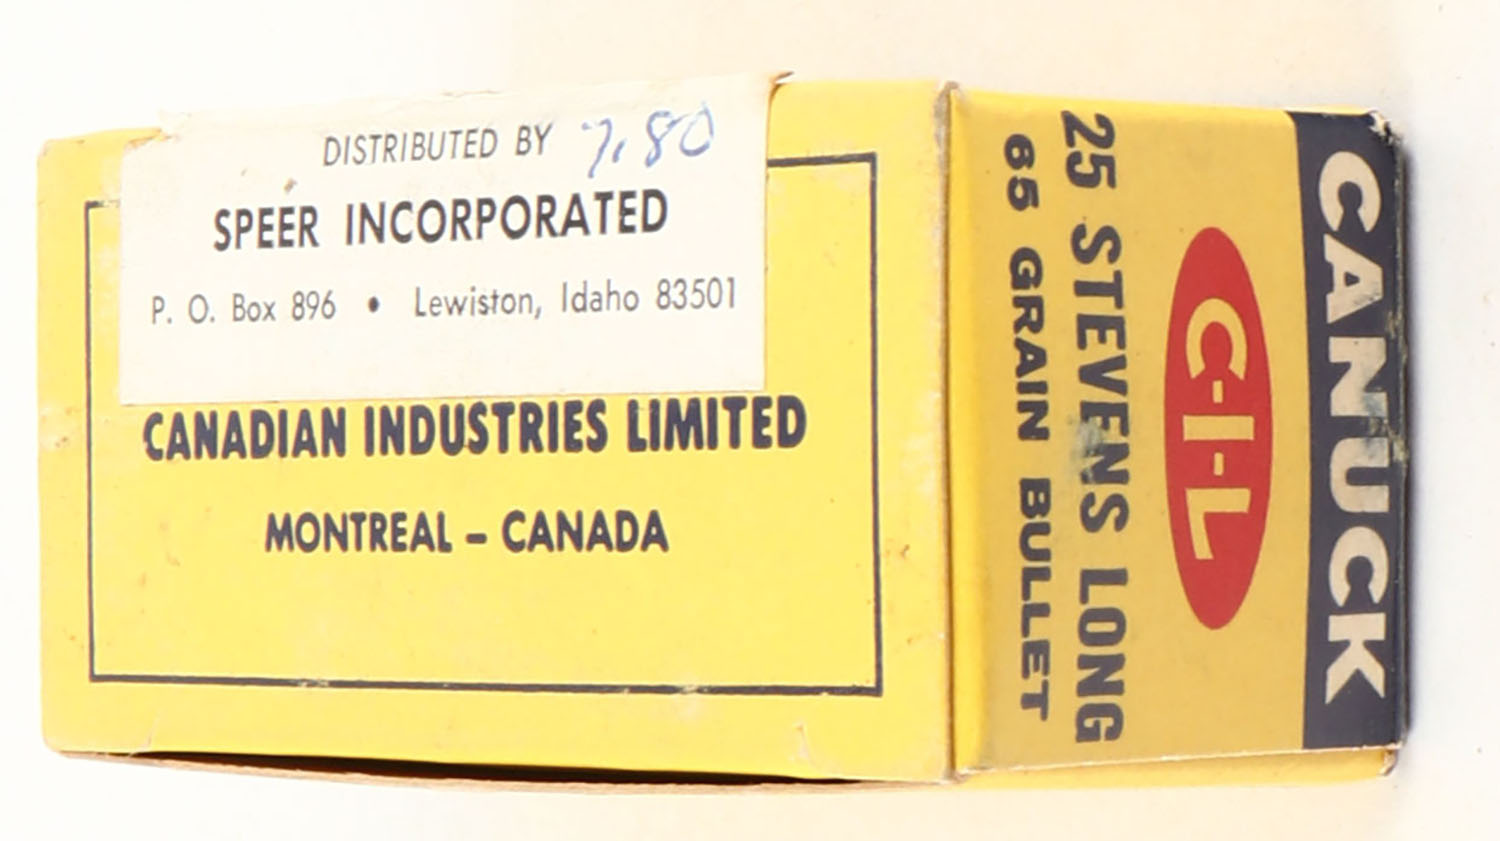 DISTRIBUTED BY 7.80
SPEER INCORPORATED
P. O. Box 896 • Lewiston, Idaho 83501
CANADIAN INDUSTRIES LIMITED
MONTREAL – CANADA
CANUCK
C-I-L
25 STEVENS LONG
65 GRAIN BULLET